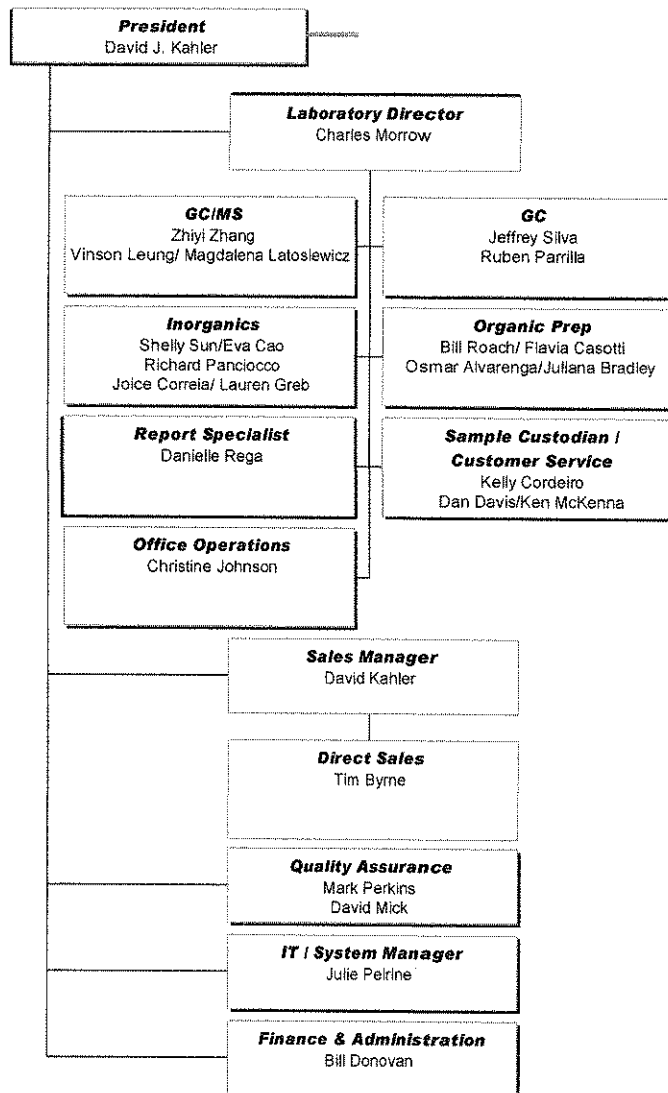 President
David J. Kahler
Laboratory Director
Charles Morrow
GC/MS
Zhiyi Zhang
Vinson Leung/ Magdalena Latosiewicz
GC
Jeffrey Silva
Ruben Parrilla
Inorganics
Shelly Sun/Eva Cao
Richard Panciocco
Joice Correia/ Lauren Greb
Organic Prep
Bill Roach/ Flavia Casotti
Osmar Alvarenga/Juliana Bradley
Report Specialist
Danielle Rega
Sample Custodian /
Customer Service
Kelly Cordeiro
Dan Davis/Ken McKenna
Office Operations
Christine Johnson
Sales Manager
David Kahler
Direct Sales
Tim Byrne
Quality Assurance
Mark Perkins
David Mick
IT / System Manager
Julie Peirine
Finance & Administration
Bill Donovan